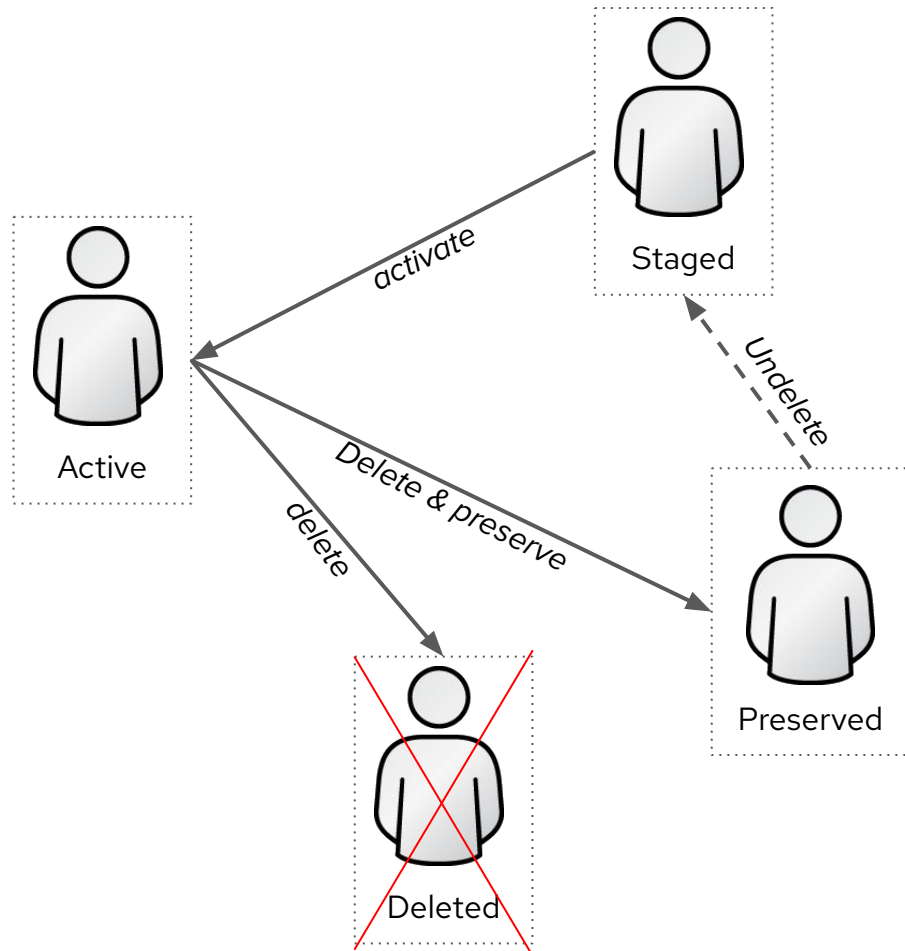 Staged
activate
Undelete
Active
Delete & preserve
delete
Preserved
Deleted